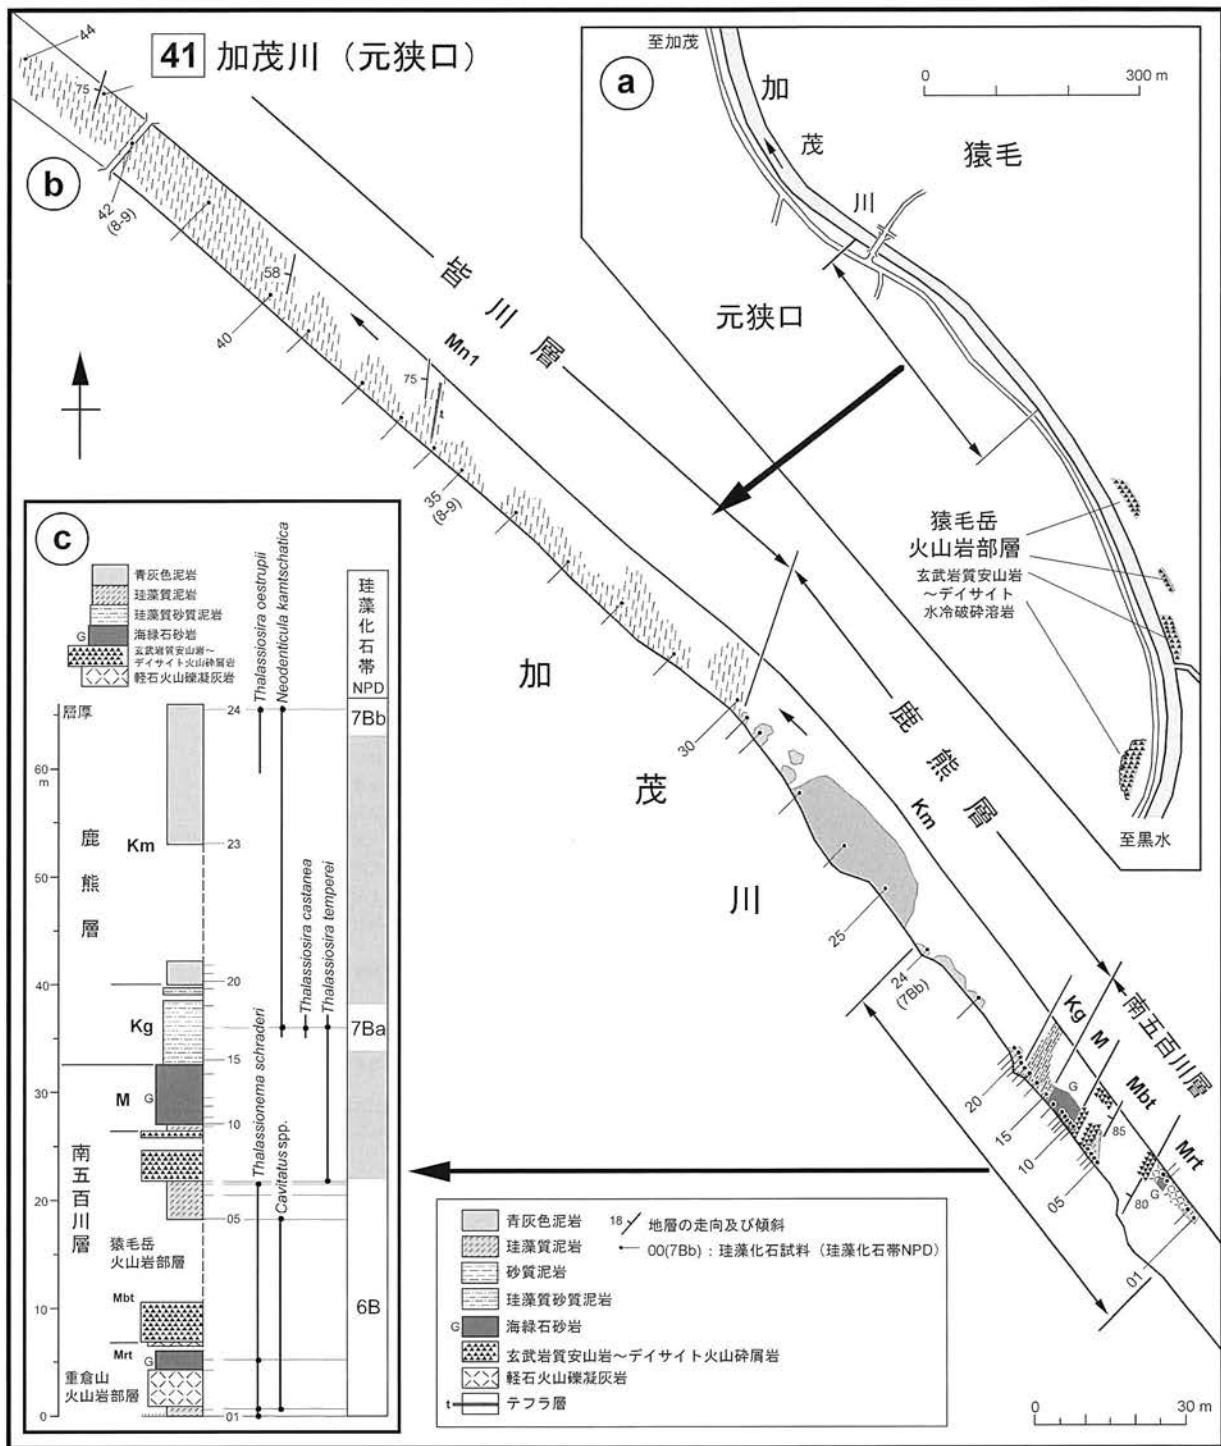 41 加茂川（元狭口）
a
至加茂
0 300 m
加茂川
猿毛
元狭口
猿毛岳
火山岩部層
玄武岩質安山岩
～デイサイト
水冷破砕溶岩
至黒水
b
44
75
42
(8-9)
58
40
皆川層
Mn1
75
t
35
(8-9)
30
加茂川
鹿熊層
Km
25
24
(7Bb)
南五百川層
Kg
M
Mbt
Mrt
20
15
10
05
01
G
85
80
G
c
青灰色泥岩
珪藻質泥岩
珪藻質砂質泥岩
G 海緑石砂岩
玄武岩質安山岩～
デイサイト火山砕屑岩
軽石火山礫凝灰岩
Thalassiosira oestrupii
Neodenticula kamtschatica
Thalassiosira castanea
Thalassiosira temperei
Thalassionema schraderi
Cavitatus spp.
珪藻化石帯
NPD
層厚
24
7Bb
60
m
鹿熊層
Km
23
50
20
40
Kg
7Ba
15
30
M
G
10
南五百川層
20
05
猿毛岳
火山岩部層
Mbt
10
6B
Mrt
G
重倉山
火山岩部層
0
01
青灰色泥岩
珪藻質泥岩
砂質泥岩
珪藻質砂質泥岩
G 海緑石砂岩
玄武岩質安山岩～デイサイト火山砕屑岩
軽石火山礫凝灰岩
t テフラ層
18 地層の走向及び傾斜
00(7Bb)：珪藻化石試料（珪藻化石帯NPD）
0 30 m